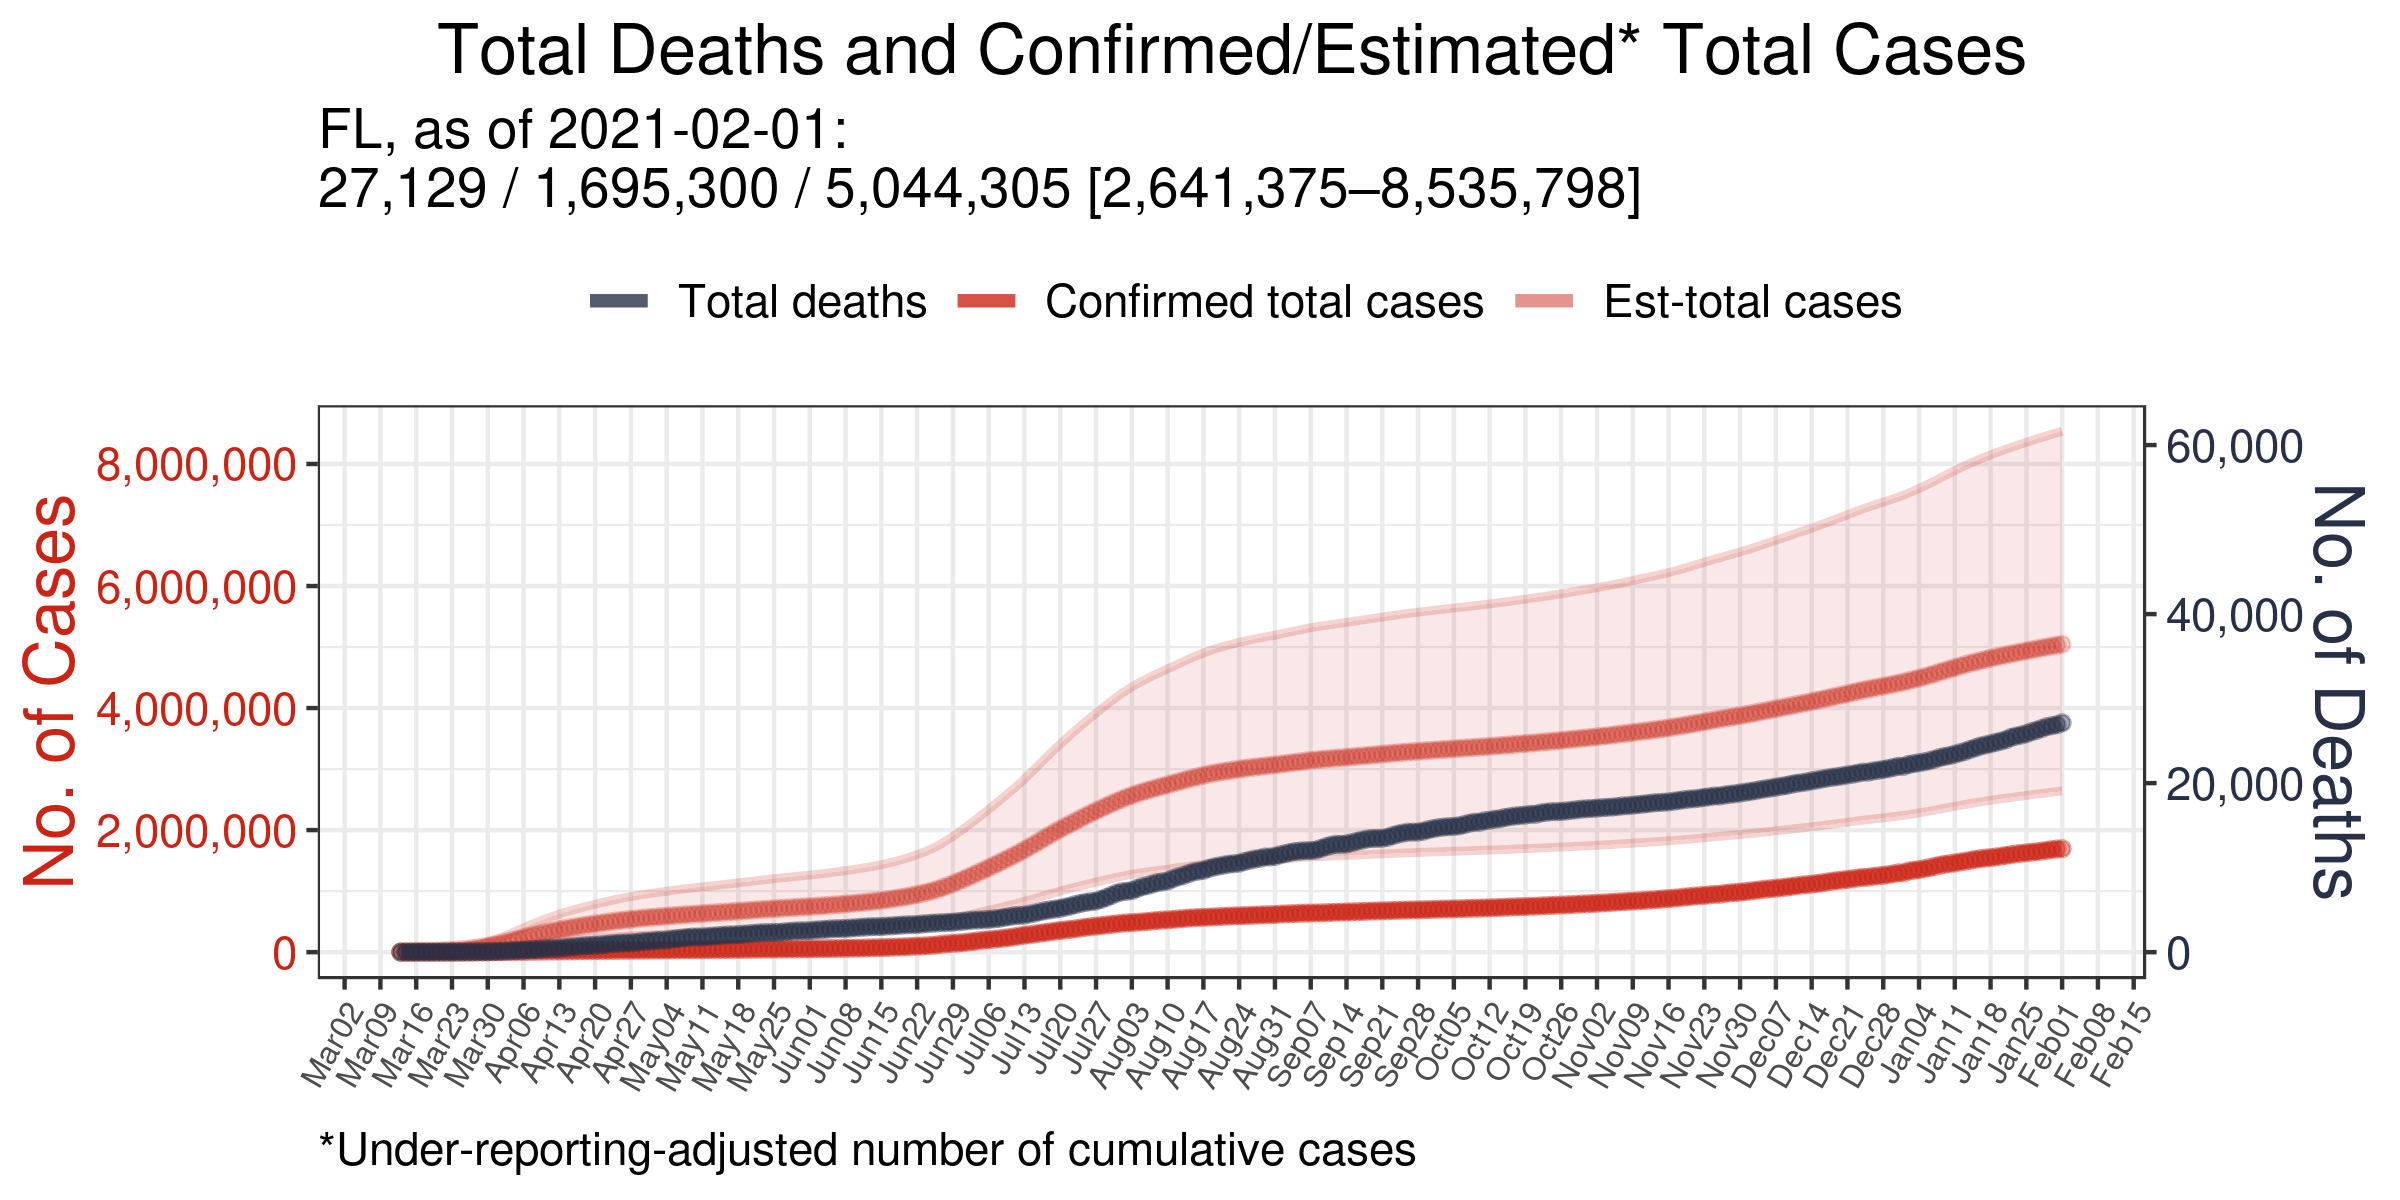 Total Deaths and Confirmed/Estimated* Total Cases
FL, as of 2021-02-01:
27,129 / 1,695,300 / 5,044,305 [2,641,375–8,535,798]
Total deaths
Confirmed total cases
Est-total cases
No. of Cases
8,000,000
6,000,000
4,000,000
2,000,000
0
60,000
40,000
20,000
0
No. of Deaths
Mar02
Mar09
Mar16
Mar23
Mar30
Apr06
Apr13
Apr20
Apr27
May04
May11
May18
May25
Jun01
Jun08
Jun15
Jun22
Jun29
Jul06
Jul13
Jul20
Jul27
Aug03
Aug10
Aug17
Aug24
Aug31
Sep07
Sep14
Sep21
Sep28
Oct05
Oct12
Oct19
Oct26
Nov02
Nov09
Nov16
Nov23
Nov30
Dec07
Dec14
Dec21
Dec28
Jan04
Jan11
Jan18
Jan25
Feb01
Feb08
Feb15
*Under-reporting-adjusted number of cumulative cases